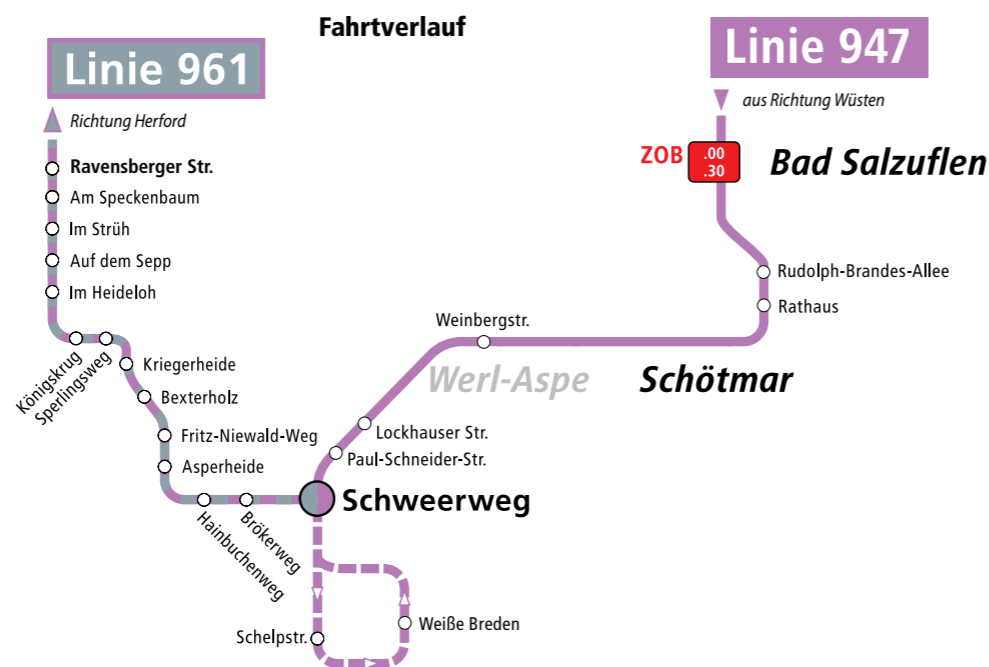 Fahrtverlauf
Linie 961
Linie 947
Richtung Herford
aus Richtung Wüsten
ZOB
.00
.30
Bad Salzuflen
Ravensberger Str.
Am Speckenbaum
Im Strüh
Auf dem Sepp
Im Heideloh
Königskrug
Sperlingsweg
Kriegerheide
Bexterholz
Fritz-Niewald-Weg
Asperheide
Hainbuchenweg
Brökerweg
Rudolph-Brandes-Allee
Rathaus
Weinbergstr.
Werl-Aspe
Schötmar
Lockhauser Str.
Paul-Schneider-Str.
Schweerweg
Schelpstr.
Weiße Breden